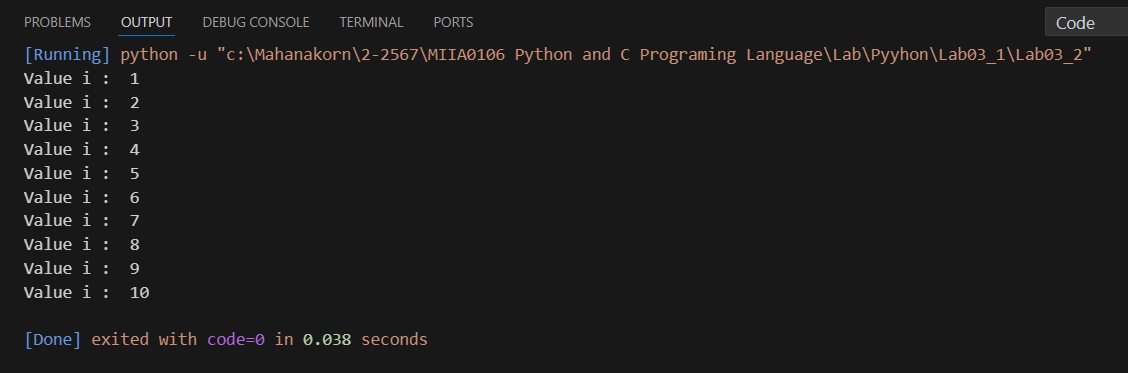 PROBLEMS OUTPUT DEBUG CONSOLE TERMINAL PORTS Code
[Running] python -u "c:\Mahanakorn\2-2567\MIIA0106 Python and C Programing Language\Lab\Pyyhon\Lab03_1\Lab03_2"
Value i :  1
Value i :  2
Value i :  3
Value i :  4
Value i :  5
Value i :  6
Value i :  7
Value i :  8
Value i :  9
Value i :  10
[Done] exited with code=0 in 0.038 seconds